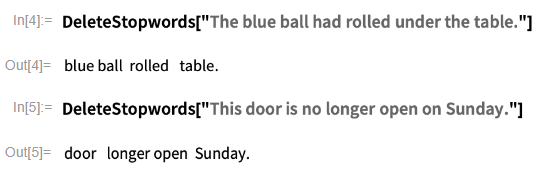 In[4]:= DeleteStopwords["The blue ball had rolled under the table."]
Out[4]= blue ball rolled table.
In[5]:= DeleteStopwords["This door is no longer open on Sunday."]
Out[5]= door longer open Sunday.